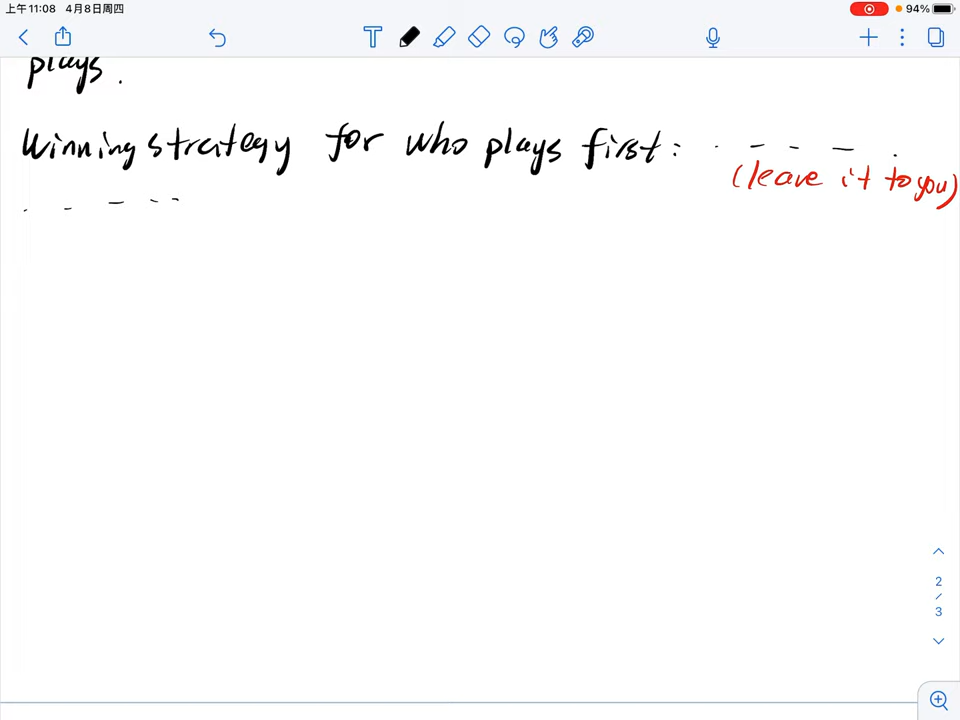 上午11:08 4月8日周四
94%
T
plays.
Winning strategy for who plays first:
(leave it to you)
2
/
3